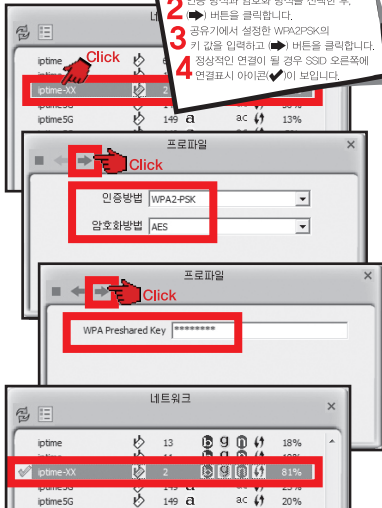 2 인증 방식과 암호화 방식을 선택한 후,
(➡) 버튼을 클릭합니다.
3 공유기에서 설정한 WPA2PSK의
키 값을 입력하고 (➡) 버튼을 클릭합니다.
4 정상적인 연결이 될 경우 SSID 오른쪽에
연결표시 아이콘(✔)이 보입니다.
iptime
Click
iptime-XX 2
iptime5G 149 a ac 13%
프로파일
Click
인증방법 WPA2-PSK
암호화방법 AES
프로파일
Click
WPA Preshared Key ********
네트워크
iptime 13 b g n 18%
iptime-XX 2 b g n 81%
iptime5G 149 a ac 20%